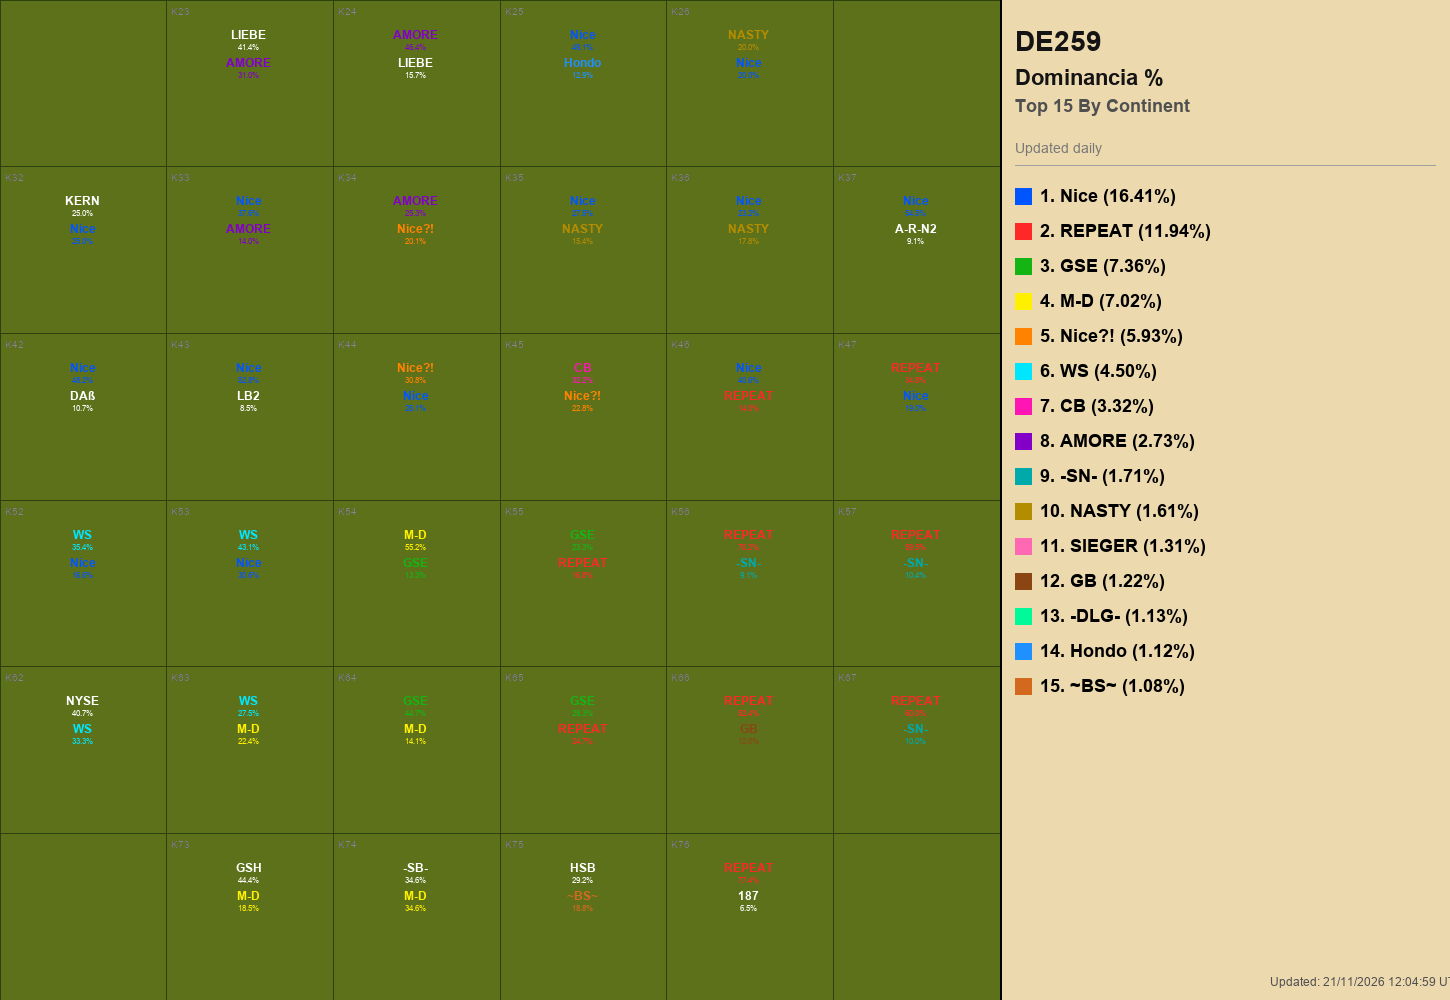 K23 K24 K25 K26
LIEBE AMORE Nice NASTY
41.4% 15.7%
AMORE LIEBE Hondo Nice
K32 K33 K34 K35 K36 K37
KERN Nice AMORE Nice Nice Nice
25.0%
Nice AMORE Nice?! NASTY NASTY A-R-N2
14.0% 20.1% 15.4% 17.8% 9.1%
K42 K43 K44 K45 K46 K47
Nice Nice Nice?! CB Nice REPEAT
30.8%
DAß LB2 Nice Nice?! REPEAT Nice
10.7% 8.5% 22.8%
K52 K53 K54 K55 K56 K57
WS WS M-D GSE REPEAT REPEAT
35.4% 43.1% 55.2%
Nice Nice GSE REPEAT -SN- -SN-
K62 K63 K64 K65 K66 K67
NYSE WS GSE GSE REPEAT REPEAT
40.7% 27.5%
WS M-D M-D REPEAT GB -SN-
33.3% 22.4% 14.1%
K73 K74 K75 K76
GSH -SB- HSB REPEAT
44.4% 34.6% 29.2%
M-D M-D ~BS~ 187
18.5% 34.6% 18.8% 6.5%
DE259
Dominancia %
Top 15 By Continent
Updated daily
1. Nice (16.41%)
2. REPEAT (11.94%)
3. GSE (7.36%)
4. M-D (7.02%)
5. Nice?! (5.93%)
6. WS (4.50%)
7. CB (3.32%)
8. AMORE (2.73%)
9. -SN- (1.71%)
10. NASTY (1.61%)
11. SIEGER (1.31%)
12. GB (1.22%)
13. -DLG- (1.13%)
14. Hondo (1.12%)
15. ~BS~ (1.08%)
Updated: 21/11/2026 12:04:59